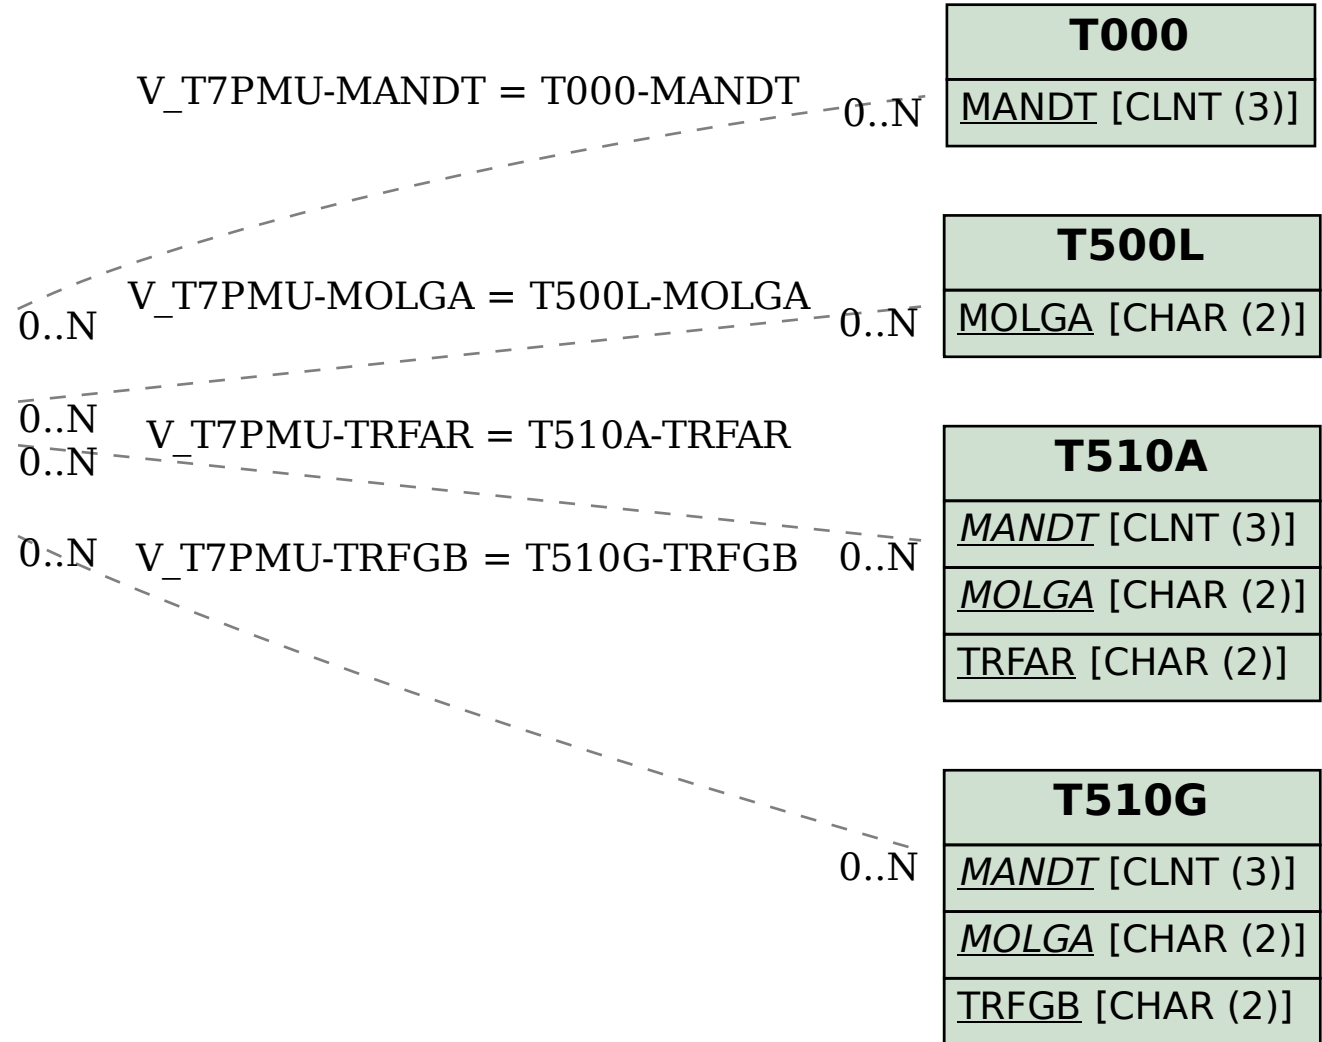 T000
V_T7PMU-MANDT = T000-MANDT
0..N
MANDT [CLNT (3)]
T500L
V_T7PMU-MOLGA = T500L-MOLGA
0..N
0..N
MOLGA [CHAR (2)]
0..N
V_T7PMU-TRFAR = T510A-TRFAR
0..N
T510A
MANDT [CLNT (3)]
0..N
V_T7PMU-TRFGB = T510G-TRFGB
0..N
MOLGA [CHAR (2)]
TRFAR [CHAR (2)]
T510G
0..N
MANDT [CLNT (3)]
MOLGA [CHAR (2)]
TRFGB [CHAR (2)]